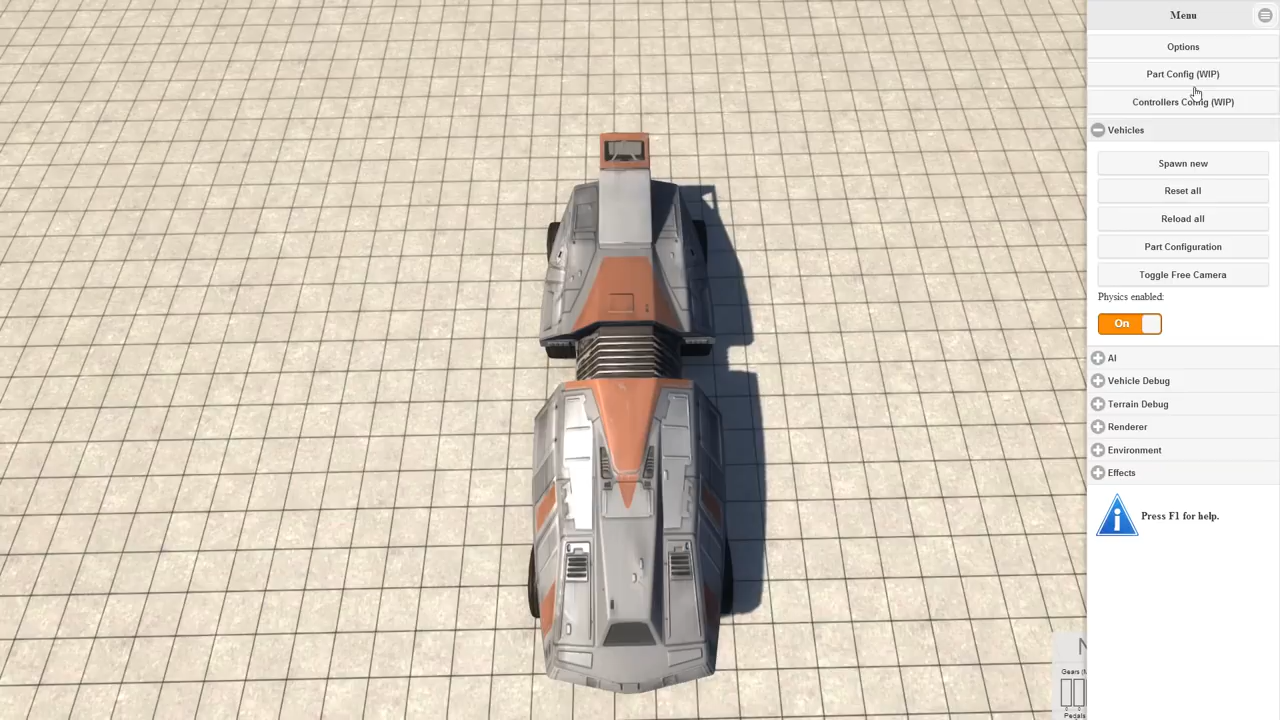 Menu
Options
Part Config (WIP)
Controllers Config (WIP)
Vehicles
Spawn new
Reset all
Reload all
Part Configuration
Toggle Free Camera
Physics enabled:
On
AI
Vehicle Debug
Terrain Debug
Renderer
Environment
Effects
Press F1 for help.
N
Gears (
Pedals